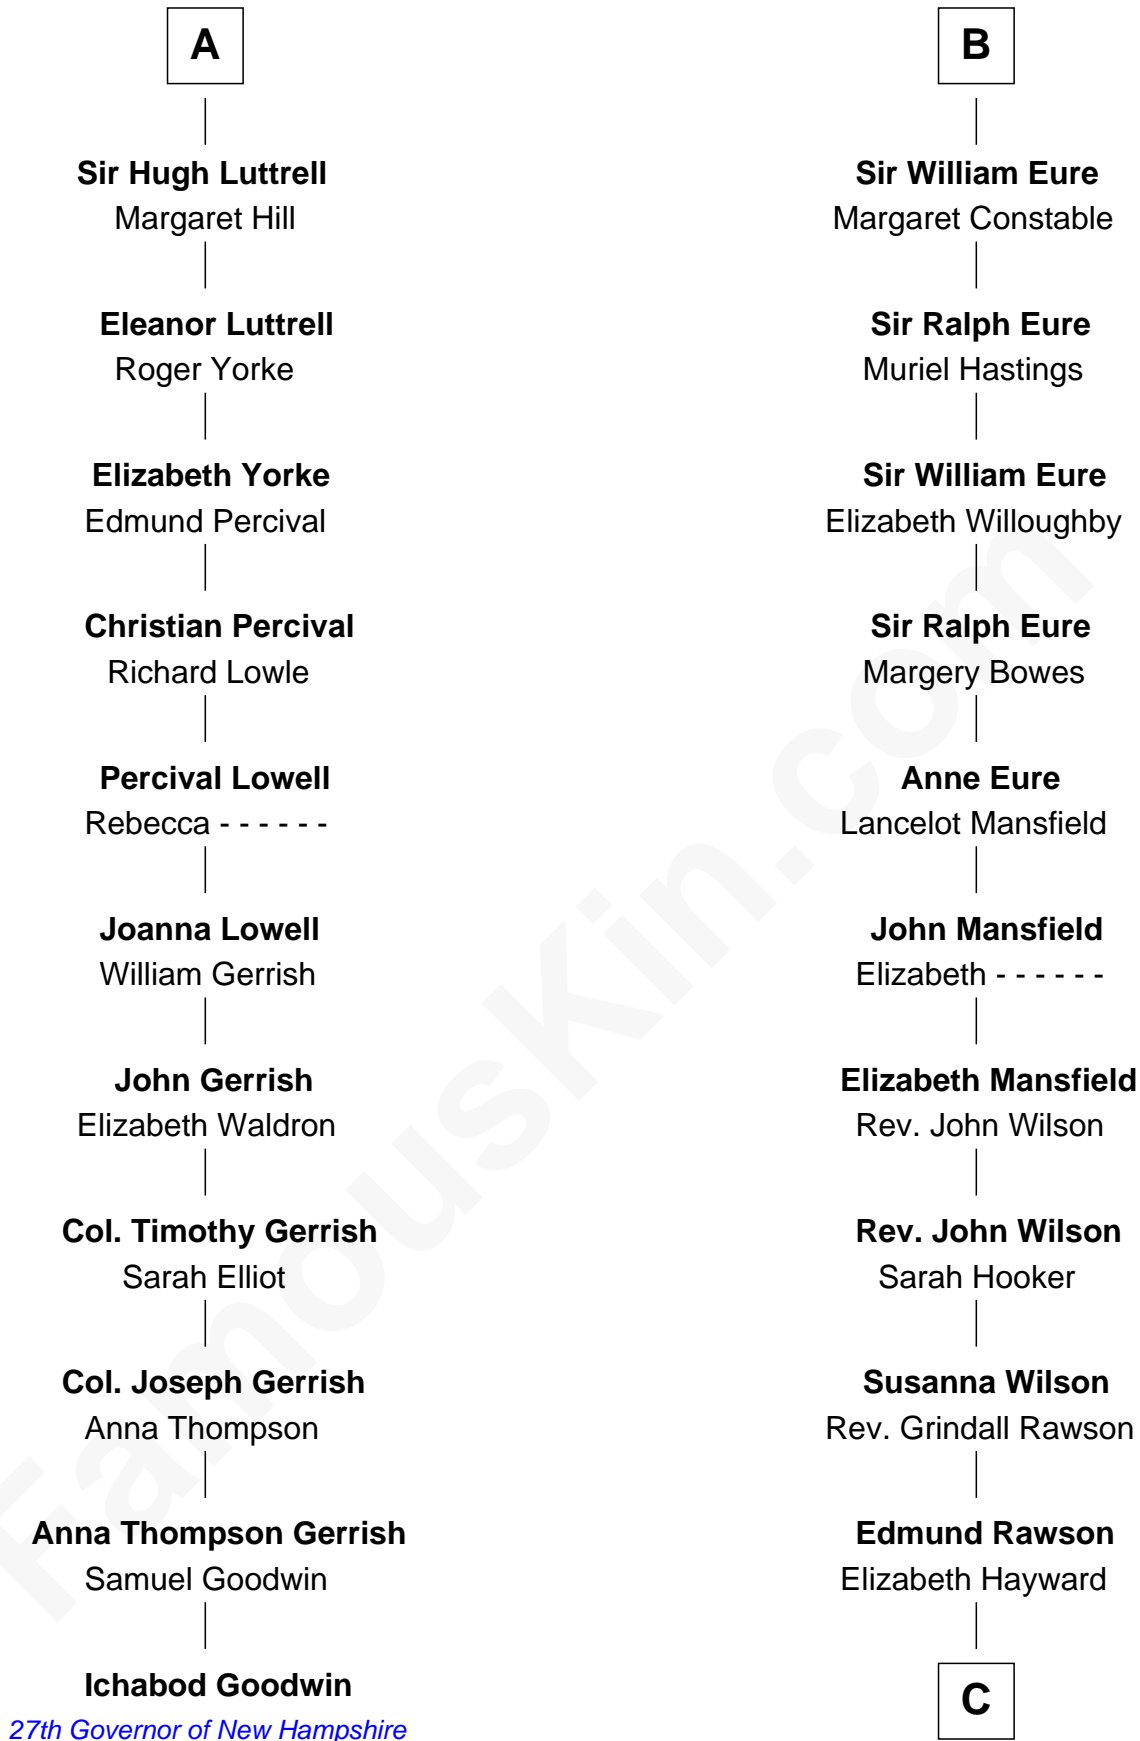 A
Sir Hugh Luttrell
Margaret Hill
Eleanor Luttrell
Roger Yorke
Elizabeth Yorke
Edmund Percival
Christian Percival
Richard Lowle
Percival Lowell
Rebecca - - - - - -
Joanna Lowell
William Gerrish
John Gerrish
Elizabeth Waldron
Col. Timothy Gerrish
Sarah Elliot
Col. Joseph Gerrish
Anna Thompson
Anna Thompson Gerrish
Samuel Goodwin
Ichabod Goodwin
27th Governor of New Hampshire
B
Sir William Eure
Margaret Constable
Sir Ralph Eure
Muriel Hastings
Sir William Eure
Elizabeth Willoughby
Sir Ralph Eure
Margery Bowes
Anne Eure
Lancelot Mansfield
John Mansfield
Elizabeth - - - - - -
Elizabeth Mansfield
Rev. John Wilson
Rev. John Wilson
Sarah Hooker
Susanna Wilson
Rev. Grindall Rawson
Edmund Rawson
Elizabeth Hayward
C
FamousKin.com